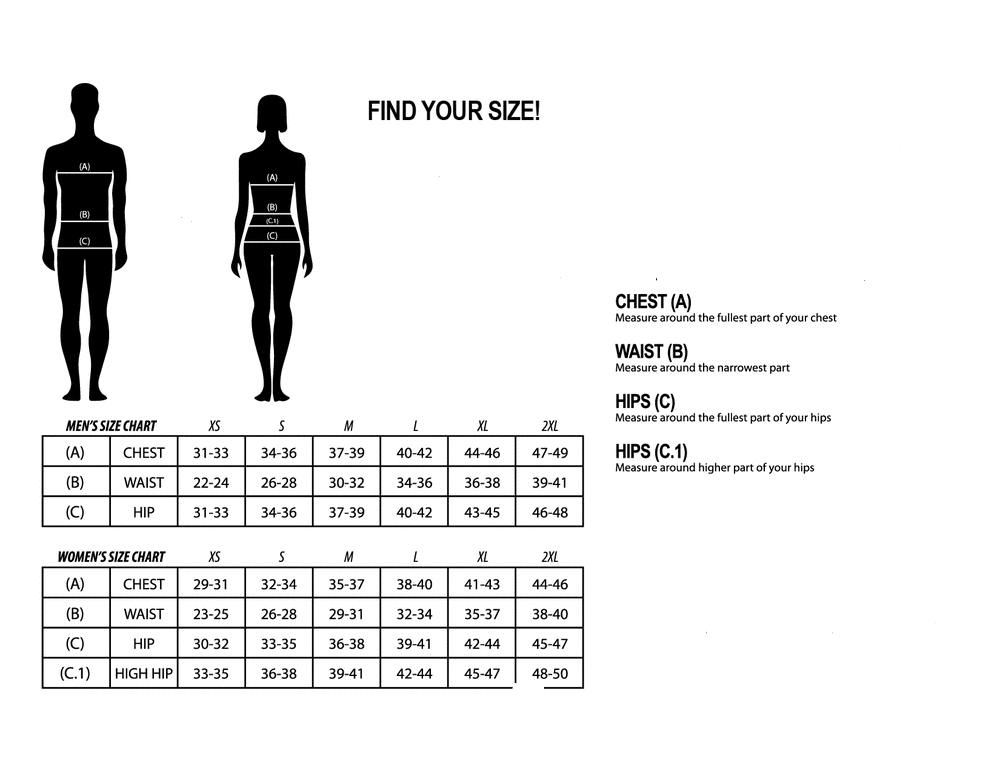 FIND YOUR SIZE!
(A)
(B)
(C)
(A)
(B)
(C.1)
(C)
CHEST (A)
Measure around the fullest part of your chest
WAIST (B)
Measure around the narrowest part
HIPS (C)
Measure around the fullest part of your hips
HIPS (C.1)
Measure around higher part of your hips
MEN'S SIZE CHART XS S M L XL 2XL
(A) CHEST 31-33 34-36 37-39 40-42 44-46 47-49
(B) WAIST 22-24 26-28 30-32 34-36 36-38 39-41
(C) HIP 31-33 34-36 37-39 40-42 43-45 46-48
WOMEN'S SIZE CHART XS S M L XL 2XL
(A) CHEST 29-31 32-34 35-37 38-40 41-43 44-46
(B) WAIST 23-25 26-28 29-31 32-34 35-37 38-40
(C) HIP 30-32 33-35 36-38 39-41 42-44 45-47
(C.1) HIGH HIP 33-35 36-38 39-41 42-44 45-47 48-50